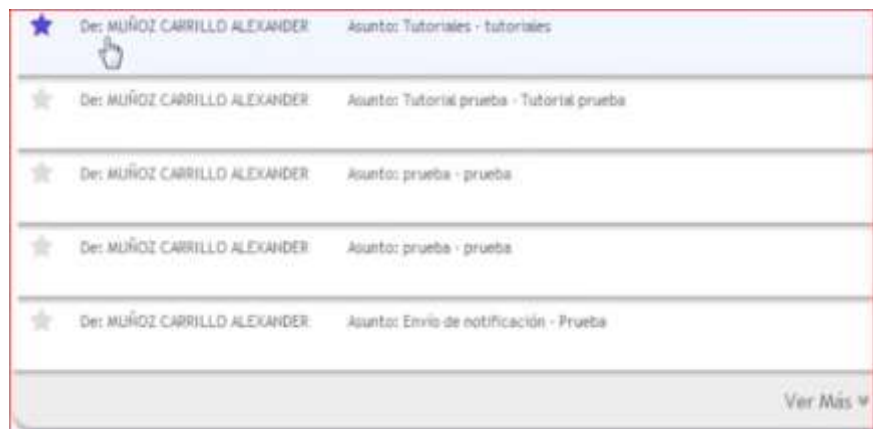 De: MUÑOZ CARRILLO ALEXANDER Asunto: Tutoriales - tutoriales
De: MUÑOZ CARRILLO ALEXANDER Asunto: Tutorial prueba - Tutorial prueba
De: MUÑOZ CARRILLO ALEXANDER Asunto: prueba - prueba
De: MUÑOZ CARRILLO ALEXANDER Asunto: prueba - prueba
De: MUÑOZ CARRILLO ALEXANDER Asunto: Envío de notificación - Prueba
Ver Más